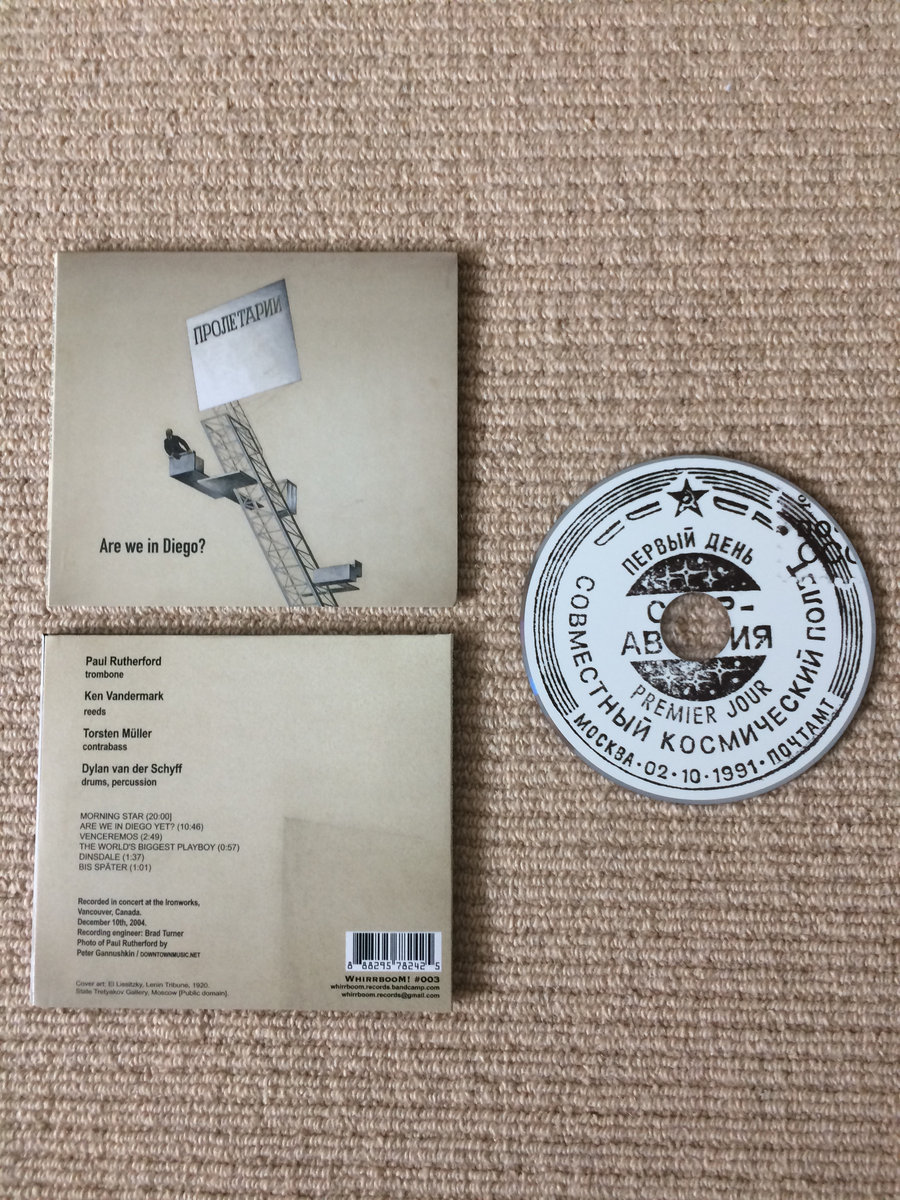 ПРОЛЕТАРИИ
Are we in Diego?
Paul Rutherford
trombone
Ken Vandermark
reeds
Torsten Müller
contrabass
Dylan van der Schyff
drums, percussion
MORNING STAR (20:00]
ARE WE IN DIEGO YET? (10:46)
VENCEREMOS (2:49)
THE WORLD'S BIGGEST PLAYBOY (0:57)
DINSDALE (1:37)
BIS SPÄTER (1:01)
Recorded in concert at the Ironworks,
Vancouver, Canada.
December 10th, 2004.
Recording engineer: Brad Turner
Photo of Paul Rutherford by
Peter Gannushkin / DOWNTOWNMUSIC.NET
Cover art: El Lissitzky, Lenin Tribune, 1920.
State Tretyakov Gallery, Moscow [Public domain].
8 88295 78242 5
WHIRRBOOM! #003
whirrboom.records.bandcamp.com
whirrboom.records@gmail.com
ПЕРВЫЙ ДЕНЬ
PREMIER JOUR
СОВМЕСТНЫЙ КОСМИЧЕСКИЙ ПОЛЕТ
МОСКВА·02·10·1991·ПОЧТАМТ